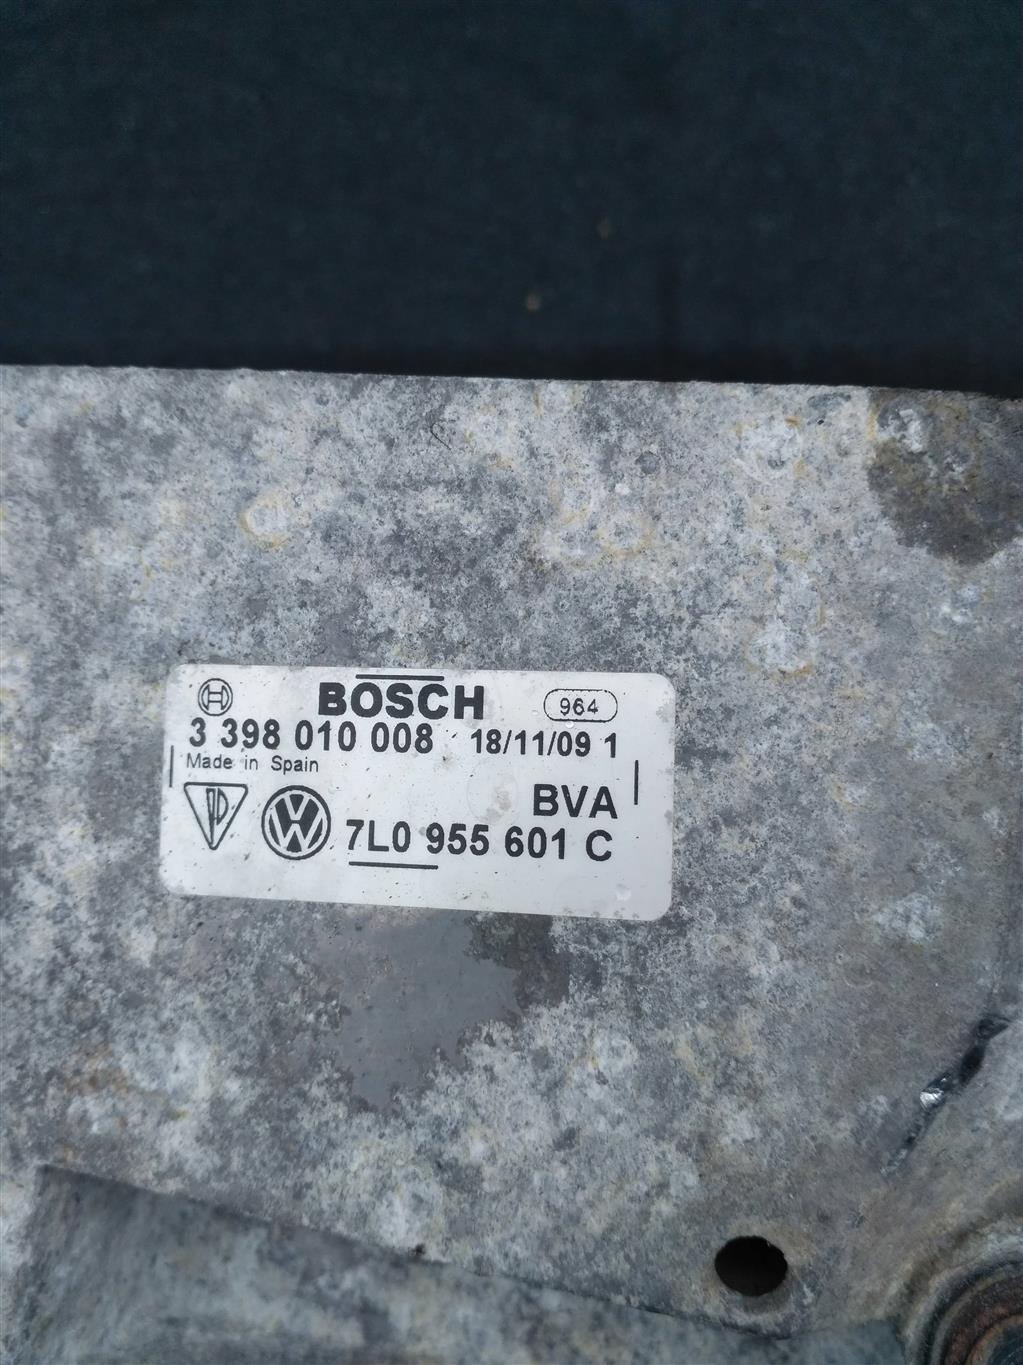 BOSCH 964
3 398 010 008 18/11/09 1
Made in Spain
BVA
7L0 955 601 C